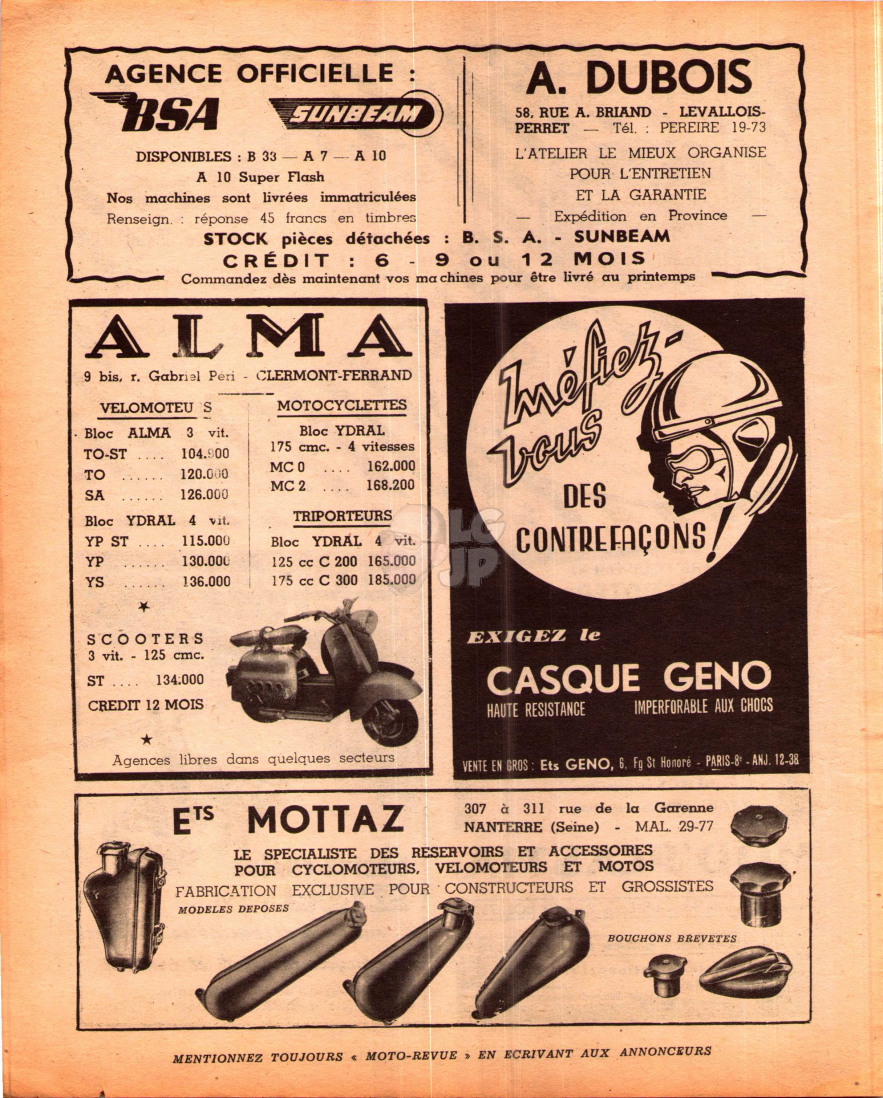 AGENCE OFFICIELLE :
BSA SUNBEAM
DISPONIBLES : B 33 — A 7 — A 10
A 10 Super Flash
Nos machines sont livrées immatriculées
Renseign. : réponse 45 francs en timbres
A. DUBOIS
58, RUE A. BRIAND - LEVALLOIS-
PERRET — Tél. : PEREIRE 19-73
L'ATELIER LE MIEUX ORGANISE
POUR L'ENTRETIEN
ET LA GARANTIE
— Expédition en Province —
STOCK pièces détachées : B. S. A. - SUNBEAM
CRÉDIT : 6 - 9 ou 12 MOIS
Commandez dès maintenant vos machines pour être livré au printemps
ALMA
9 bis, r. Gabriel Péri - CLERMONT-FERRAND
VELOMOTEU S
Bloc ALMA 3 vit.
TO-ST .... 104.900
TO ...... 120.000
SA ...... 126.000
Bloc YDRAL 4 vit.
YP ST .... 115.000
YP ...... 130.000
YS ...... 136.000
SCOOTERS
3 vit. - 125 cmc.
ST .... 134.000
CREDIT 12 MOIS
MOTOCYCLETTES
Bloc YDRAL
175 cmc. - 4 vitesses
MC 0 .... 162.000
MC 2 .... 168.200
TRIPORTEURS
Bloc YDRAL 4 vit.
125 cc C 200 165.000
175 cc C 300 185.000
Agences libres dans quelques secteurs
Méfiez-
vous
DES
CONTREFAÇONS !
EXIGEZ le
CASQUE GENO
HAUTE RESISTANCE IMPERFORABLE AUX CHOCS
VENTE EN GROS : Ets GENO, 6, Fg St Honoré - PARIS-8e - ANJ. 12-38
LG
JP
ETS MOTTAZ
307 à 311 rue de la Garenne
NANTERRE (Seine) - MAL. 29-77
LE SPECIALISTE DES RESERVOIRS ET ACCESSOIRES
POUR CYCLOMOTEURS, VELOMOTEURS ET MOTOS
FABRICATION EXCLUSIVE POUR CONSTRUCTEURS ET GROSSISTES
MODELES DEPOSES
BOUCHONS BREVETES
MENTIONNEZ TOUJOURS « MOTO-REVUE » EN ECRIVANT AUX ANNONCEURS